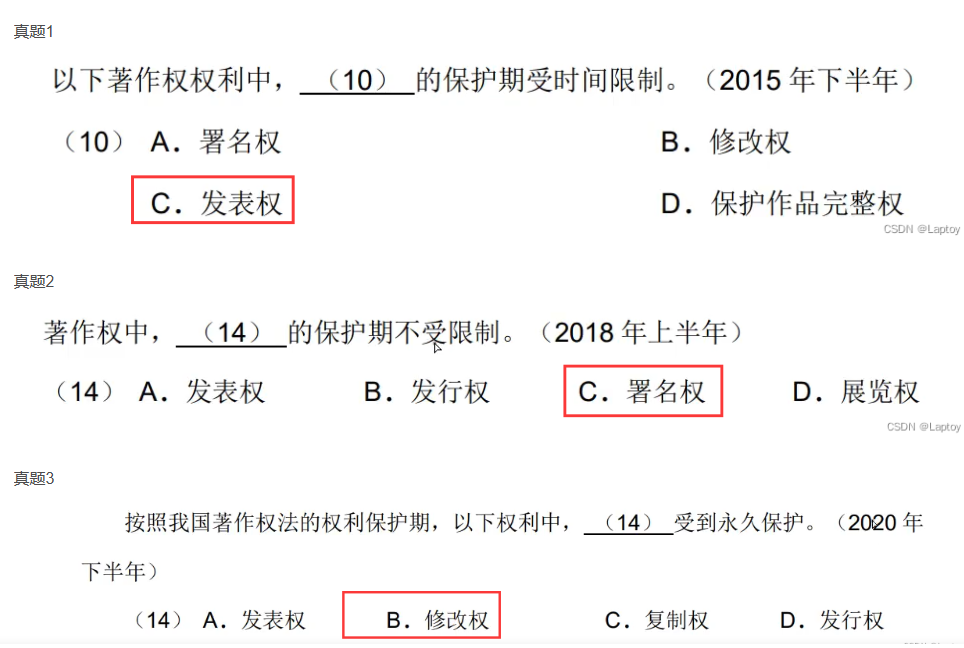 真题1
以下著作权权利中，（10）的保护期受时间限制。（2015 年下半年）
（10） A．署名权 B．修改权
C．发表权 D．保护作品完整权
CSDN @Laptoy
真题2
著作权中，（14）的保护期不受限制。（2018 年上半年）
（14） A．发表权 B．发行权 C．署名权 D．展览权
CSDN @Laptoy
真题3
按照我国著作权法的权利保护期，以下权利中，（14）受到永久保护。（2020 年
下半年）
（14） A．发表权 B．修改权 C．复制权 D．发行权